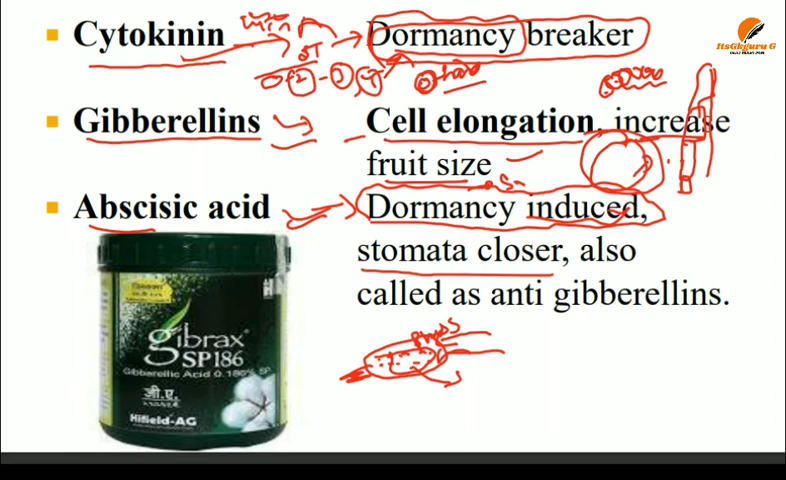 ItsGkguru G
Cytokinin Dormancy breaker
Gibberellins Cell elongation, increase
fruit size
Abscisic acid Dormancy induced,
stomata closer, also
called as anti gibberellins.
gibrax
SP186
Gibberellic Acid 0.186% SP
जी.ए.
Hifield-AG